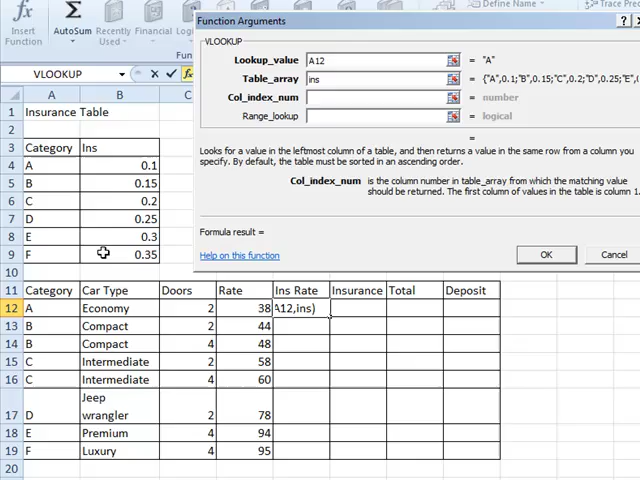 Define Name
Trace Prece
Insert Function
AutoSum
Recently Used
Financial
Logical
Function Arguments
?
VLOOKUP
VLOOKUP
Lookup_value A12 = "A"
Table_array ins = {"A",0.1;"B",0.15;"C",0.2;"D",0.25;"E",
Col_index_num = number
Range_lookup = logical
=
Looks for a value in the leftmost column of a table, and then returns a value in the same row from a column you
specify. By default, the table must be sorted in an ascending order.
Col_index_num is the column number in table_array from which the matching
value should be returned. The first column of values in the table is column 1.
Formula result =
Help on this function
OK
Cancel
A B C
1 Insurance Table
2
3 Category Ins
4 A 0.1
5 B 0.15
6 C 0.2
7 D 0.25
8 E 0.3
9 F 0.35
10
11 Category Car Type Doors Rate Ins Rate Insurance Total Deposit
12 A Economy 2 38 A12,ins)
13 B Compact 2 44
14 B Compact 4 48
15 C Intermediate 2 58
16 C Intermediate 4 60
17 D Jeep wrangler 2 78
18 E Premium 4 94
19 F Luxury 4 95
20